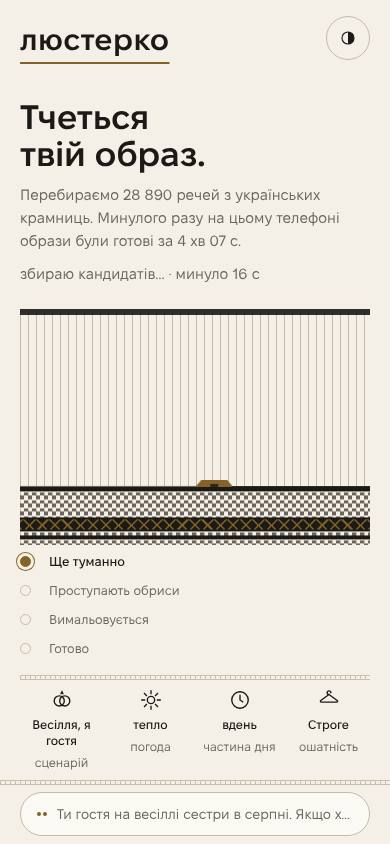 люстерко
Тчеться
твій образ.
Перебираємо 28 890 речей з українських
крамниць. Минулого разу на цьому телефоні
образи були готові за 4 хв 07 с.
збираю кандидатів... · минуло 16 с
Ще туманно
Проступають обриси
Вимальовується
Готово
Весілля, я
гостя
сценарій
тепло
погода
вдень
частина дня
Строге
ошатність
Ти гостя на весіллі сестри в серпні. Якщо х...